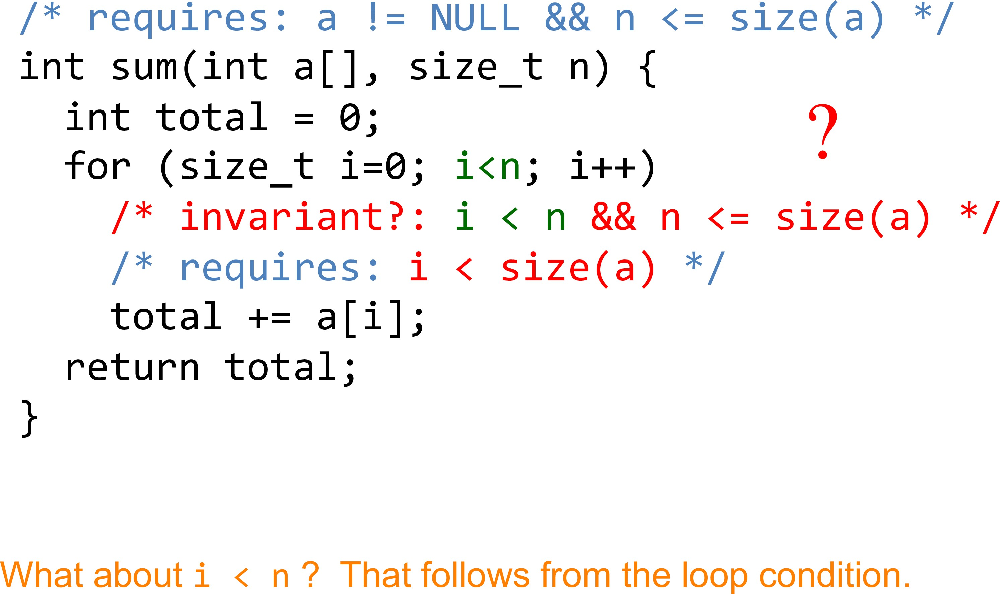 /* requires: a != NULL && n <= size(a) */
int sum(int a[], size_t n) {
  int total = 0;
?
  for (size_t i=0; i<n; i++)
    /* invariant?: i < n && n <= size(a) */
    /* requires: i < size(a) */
    total += a[i];
  return total;
}
What about i < n ? That follows from the loop condition.